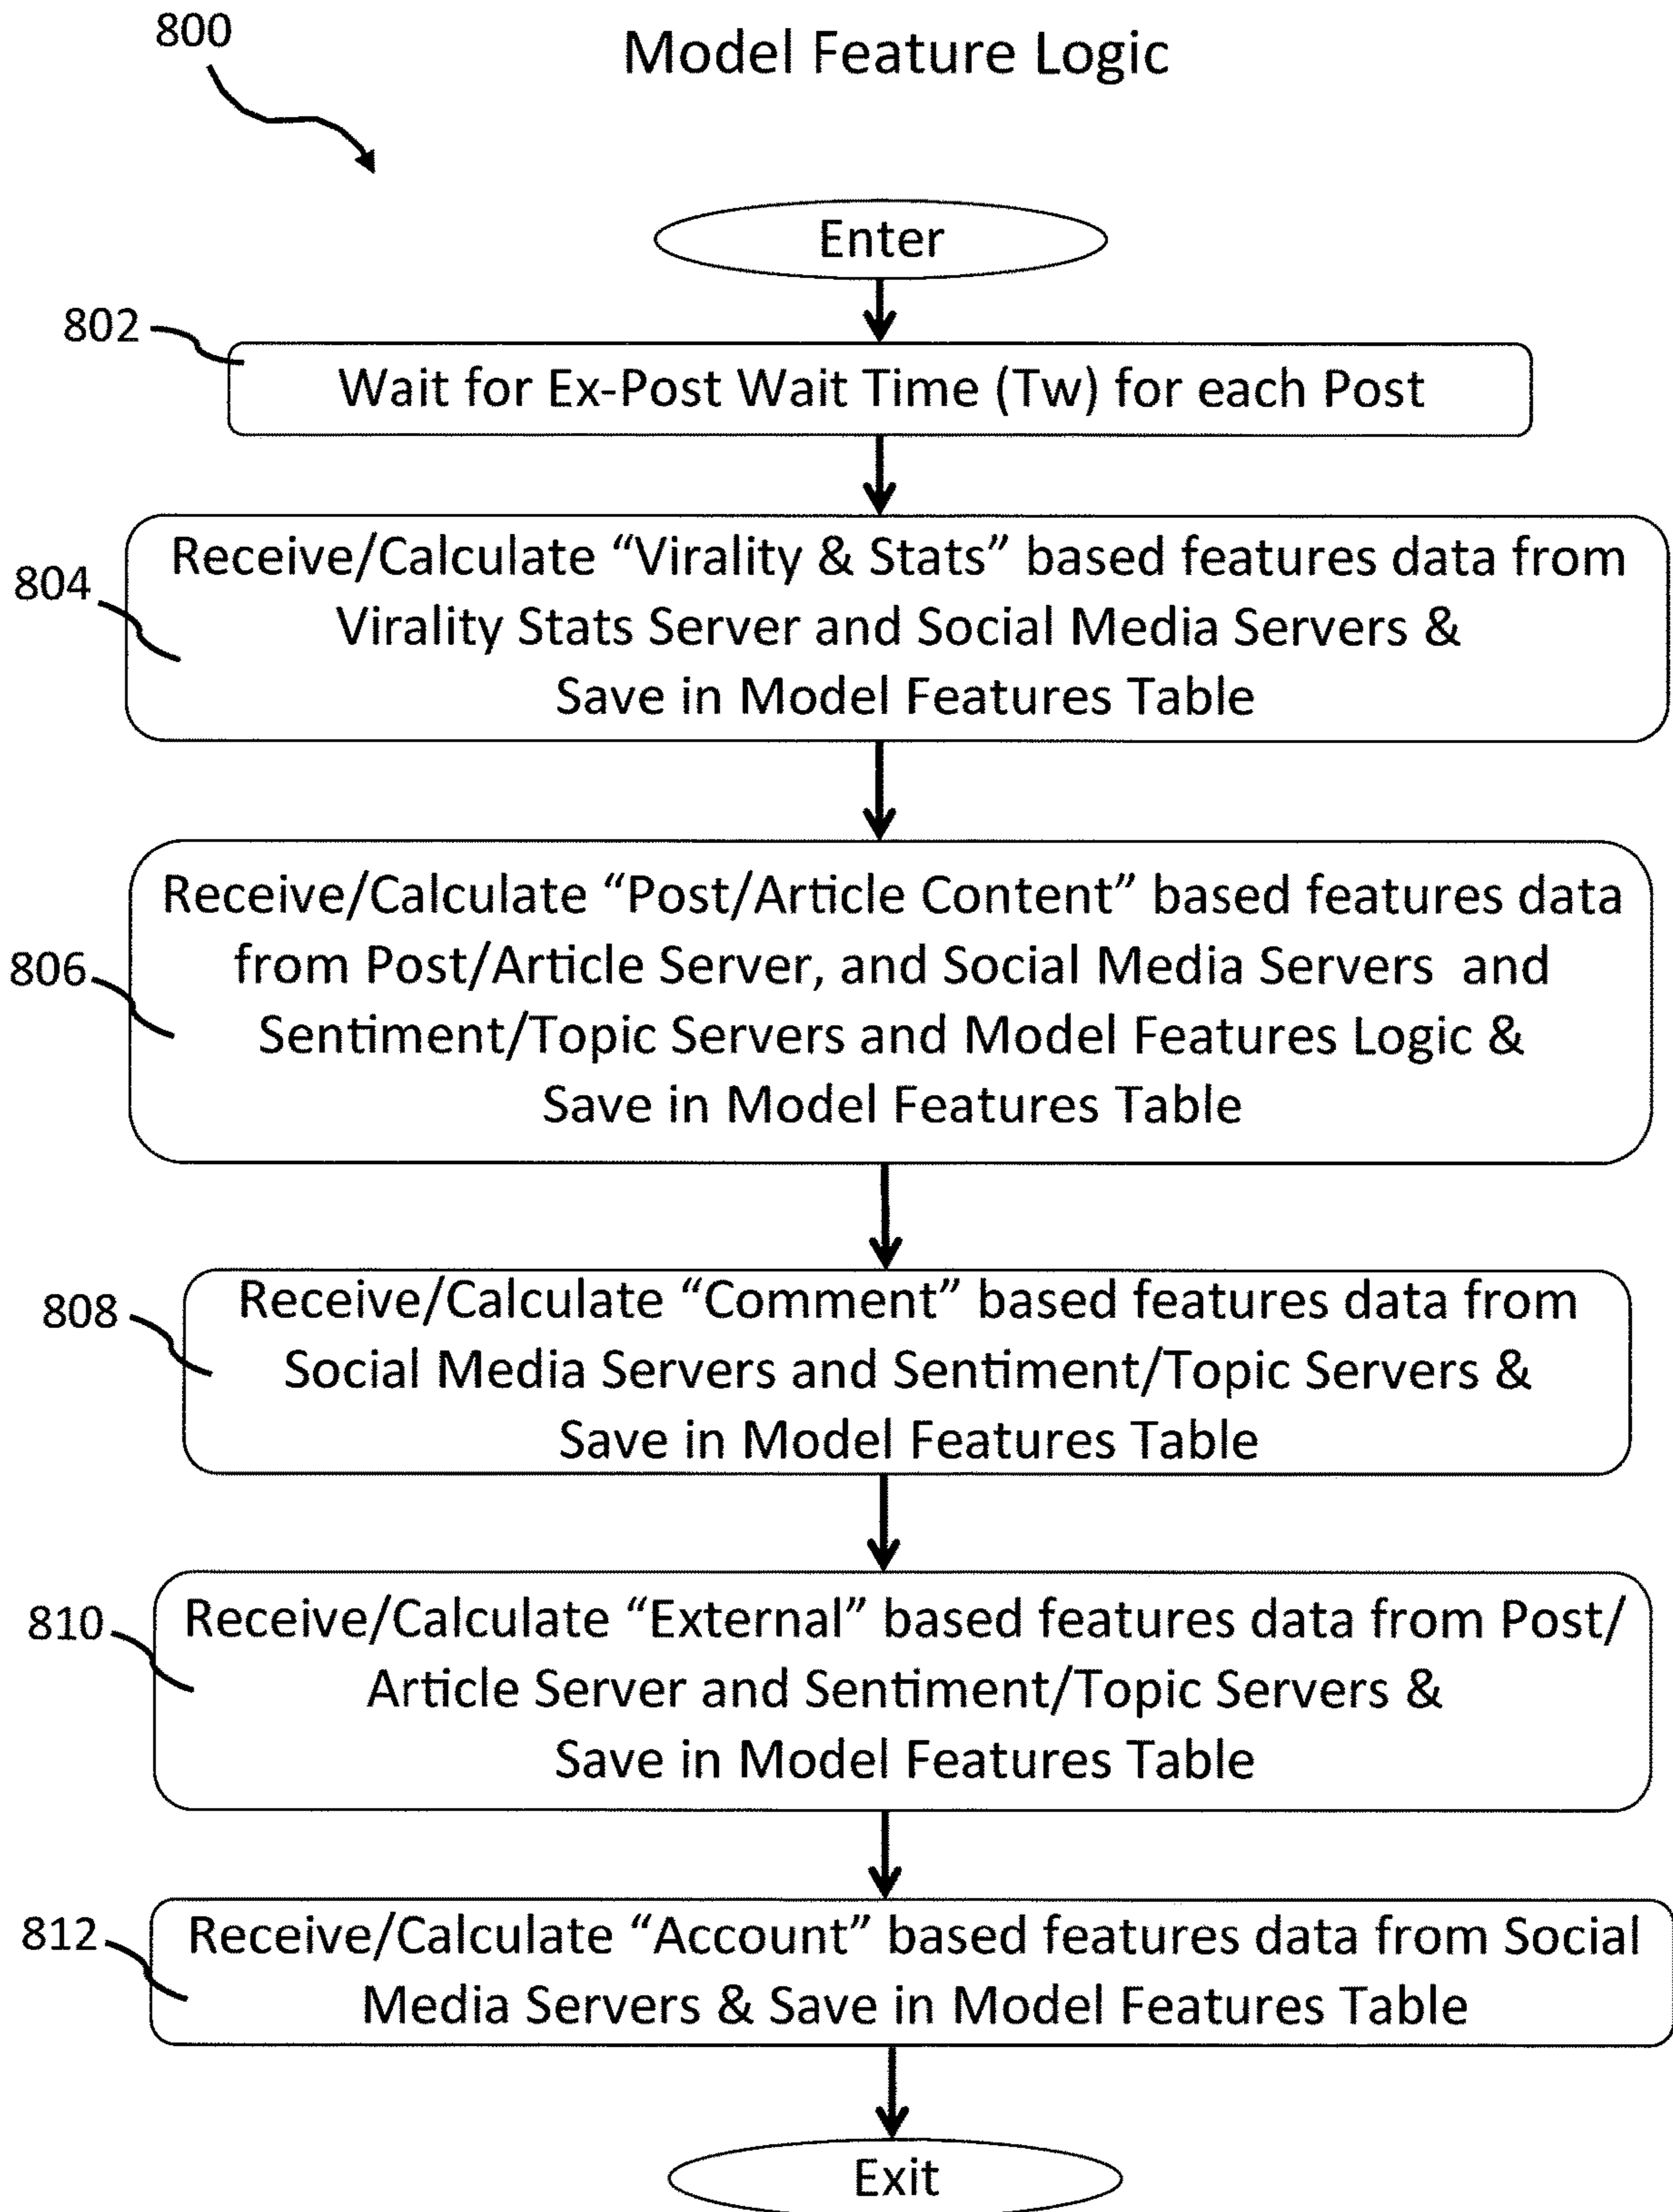 800
Model Feature Logic
Enter
802
Wait for Ex-Post Wait Time (Tw) for each Post
804
Receive/Calculate “Virality & Stats” based features data from
Virality Stats Server and Social Media Servers &
Save in Model Features Table
806
Receive/Calculate “Post/Article Content” based features data
from Post/Article Server, and Social Media Servers and
Sentiment/Topic Servers and Model Features Logic &
Save in Model Features Table
808
Receive/Calculate “Comment” based features data from
Social Media Servers and Sentiment/Topic Servers &
Save in Model Features Table
810
Receive/Calculate “External” based features data from Post/
Article Server and Sentiment/Topic Servers &
Save in Model Features Table
812
Receive/Calculate “Account” based features data from Social
Media Servers & Save in Model Features Table
Exit